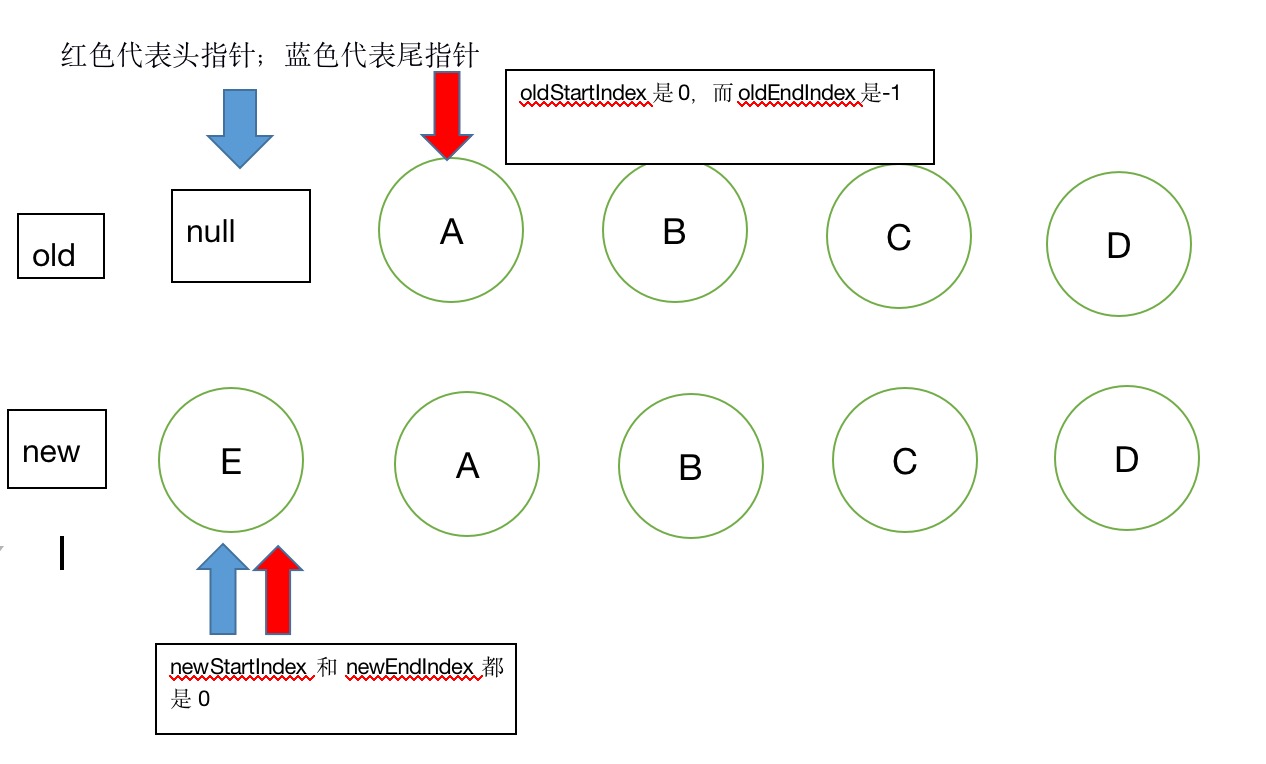 红色代表头指针；蓝色代表尾指针
oldStartIndex 是 0，而 oldEndIndex 是-1
old
null
A
B
C
D
new
E
A
B
C
D
newStartIndex 和 newEndIndex 都
是 0